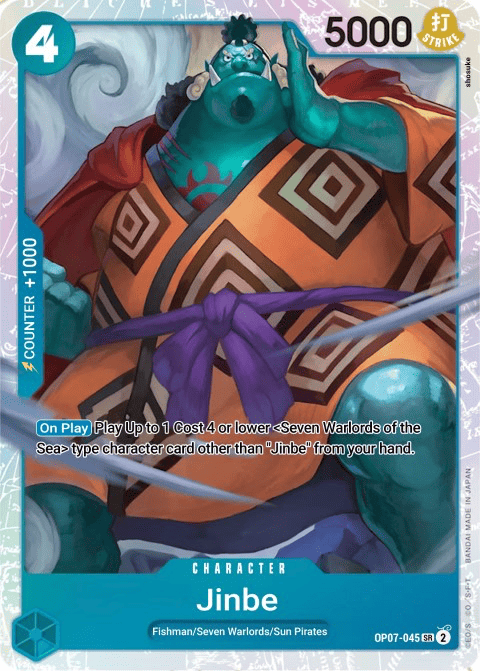 4
5000
打
STRIKE
shosuke
COUNTER +1000
On Play Play Up to 1 Cost 4 or lower <Seven Warlords of the
Sea> type character card other than "Jinbe" from your hand.
©E.O/S. ©O./S.・F・T. BANDAI MADE IN JAPAN
CHARACTER
Jinbe
Fishman/Seven Warlords/Sun Pirates
OP07-045 SR 2